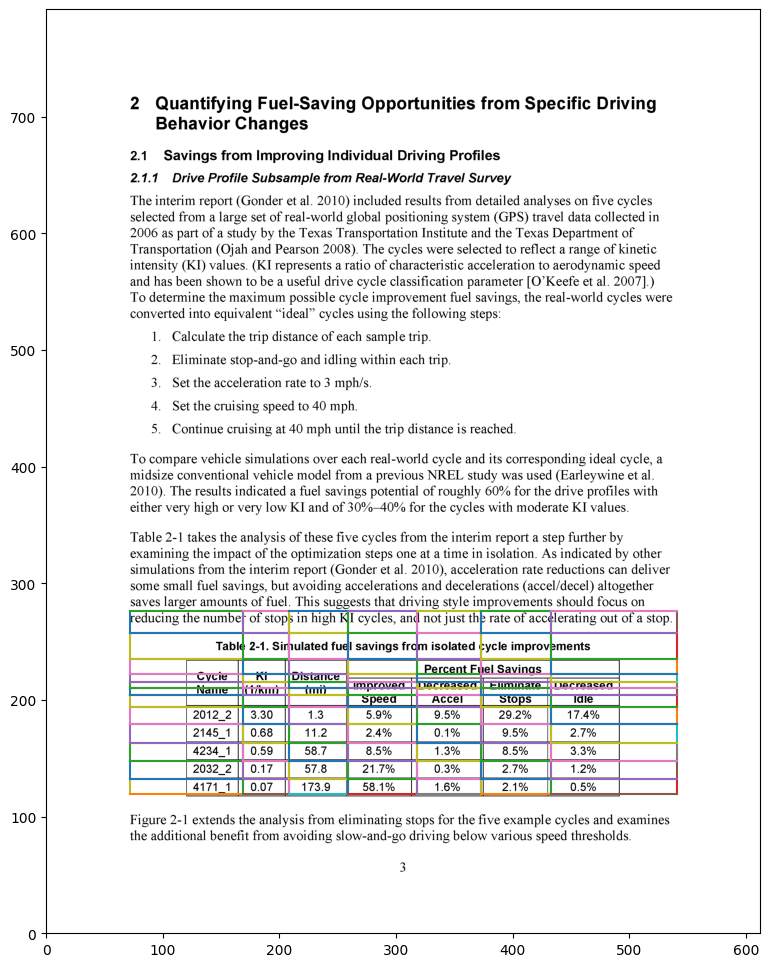 2 Quantifying Fuel-Saving Opportunities from Specific Driving
Behavior Changes
2.1 Savings from Improving Individual Driving Profiles
2.1.1 Drive Profile Subsample from Real-World Travel Survey
The interim report (Gonder et al. 2010) included results from detailed analyses on five cycles
selected from a large set of real-world global positioning system (GPS) travel data collected in
2006 as part of a study by the Texas Transportation Institute and the Texas Department of
Transportation (Ojah and Pearson 2008). The cycles were selected to reflect a range of kinetic
intensity (KI) values. (KI represents a ratio of characteristic acceleration to aerodynamic speed
and has been shown to be a useful drive cycle classification parameter [O'Keefe et al. 2007].)
To determine the maximum possible cycle improvement fuel savings, the real-world cycles were
converted into equivalent “ideal” cycles using the following steps:
1. Calculate the trip distance of each sample trip.
2. Eliminate stop-and-go and idling within each trip.
3. Set the acceleration rate to 3 mph/s.
4. Set the cruising speed to 40 mph.
5. Continue cruising at 40 mph until the trip distance is reached.
To compare vehicle simulations over each real-world cycle and its corresponding ideal cycle, a
midsize conventional vehicle model from a previous NREL study was used (Earleywine et al.
2010). The results indicated a fuel savings potential of roughly 60% for the drive profiles with
either very high or very low KI and of 30%–40% for the cycles with moderate KI values.
Table 2-1 takes the analysis of these five cycles from the interim report a step further by
examining the impact of the optimization steps one at a time in isolation. As indicated by other
simulations from the interim report (Gonder et al. 2010), acceleration rate reductions can deliver
some small fuel savings, but avoiding accelerations and decelerations (accel/decel) altogether
saves larger amounts of fuel. This suggests that driving style improvements should focus on
reducing the number of stops in high KI cycles, and not just the rate of accelerating out of a stop.
Table 2-1. Simulated fuel savings from isolated cycle improvements
Percent Fuel Savings
Cycle KI Distance
Name (1/km) (mi) Improved Decreased Eliminate Decreased
Speed Accel Stops Idle
2012_2 3.30 1.3 5.9% 9.5% 29.2% 17.4%
2145_1 0.68 11.2 2.4% 0.1% 9.5% 2.7%
4234_1 0.59 58.7 8.5% 1.3% 8.5% 3.3%
2032_2 0.17 57.8 21.7% 0.3% 2.7% 1.2%
4171_1 0.07 173.9 58.1% 1.6% 2.1% 0.5%
Figure 2-1 extends the analysis from eliminating stops for the five example cycles and examines
the additional benefit from avoiding slow-and-go driving below various speed thresholds.
3
700
600
500
400
300
200
100
0
0 100 200 300 400 500 600